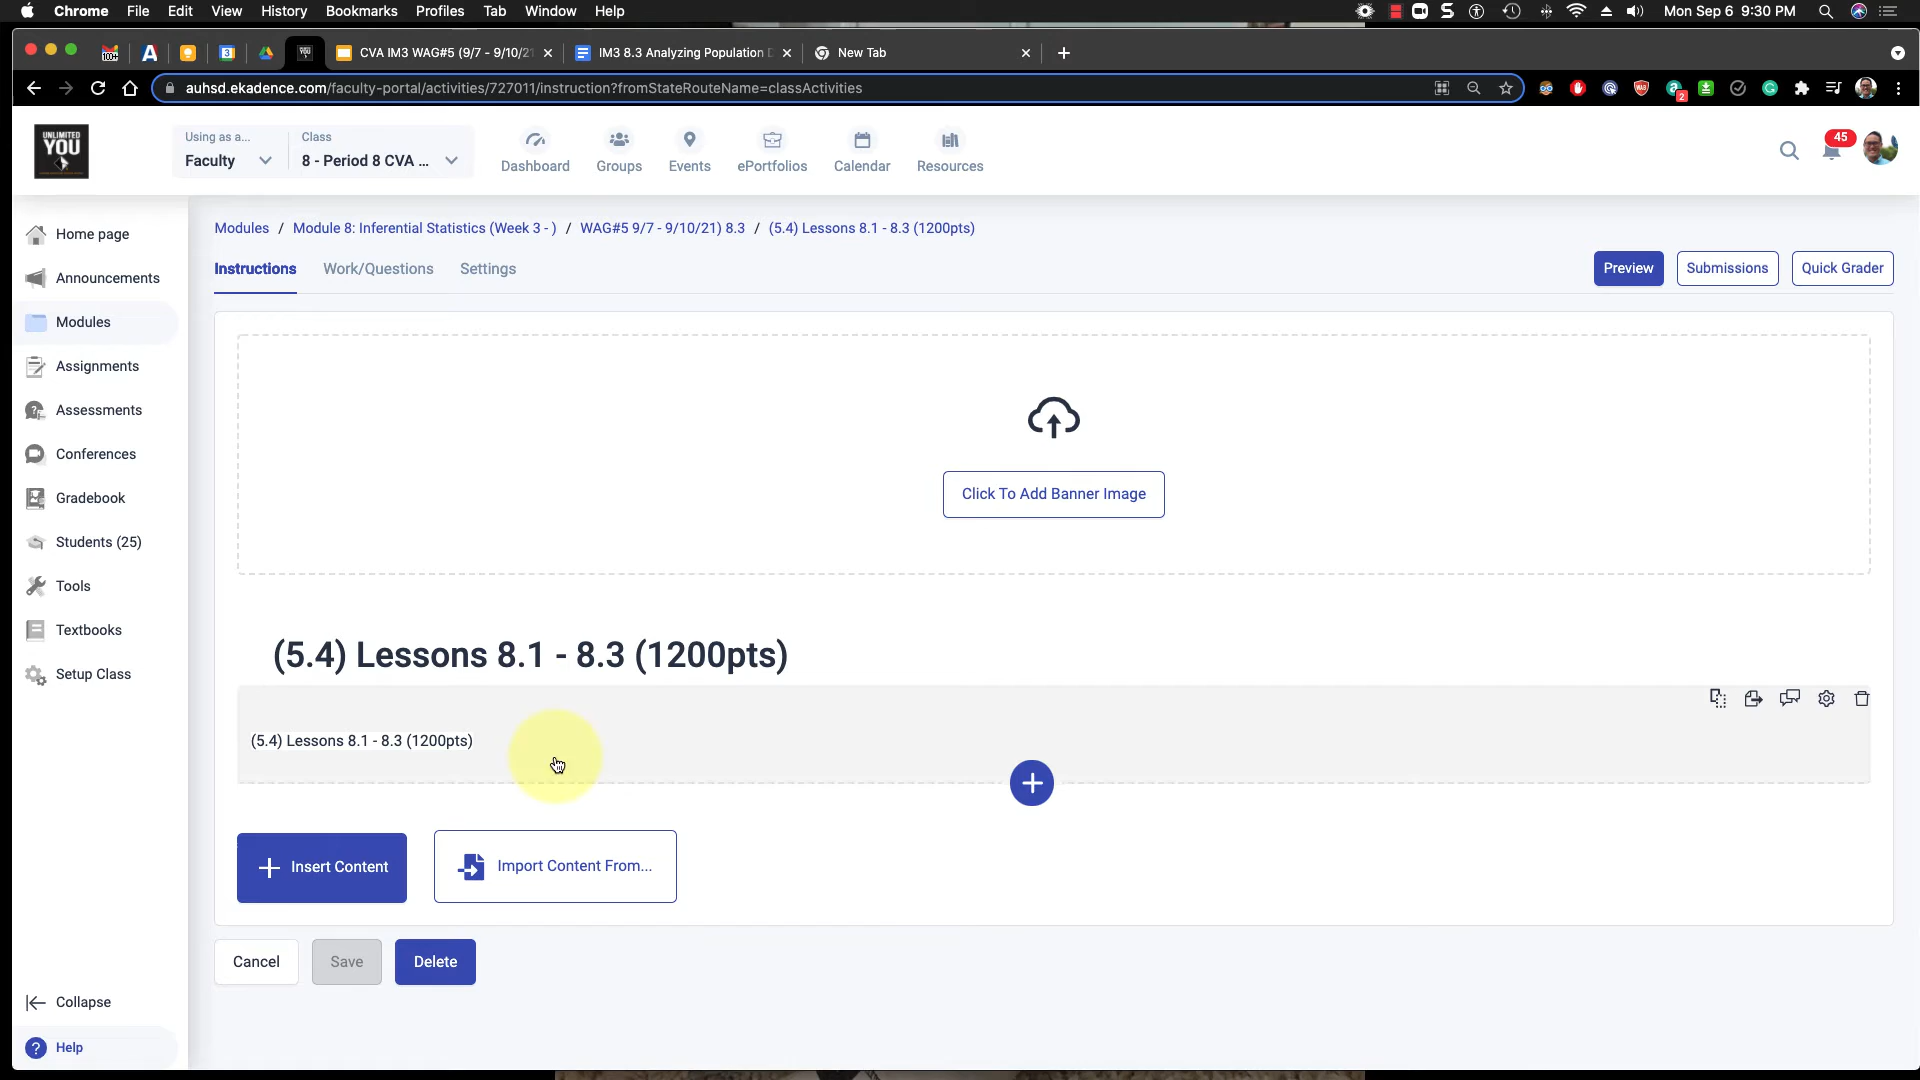 Chrome File Edit View History Bookmarks Profiles Tab Window Help Mon Sep 6 9:30 PM
CVA IM3 WAG#5 (9/7 - 9/10/21 IM3 8.3 Analyzing Population D New Tab
auhsd.ekadence.com/faculty-portal/activities/727011/instruction?fromStateRouteName=classActivities
UNLIMITED
YOU
Using as a...
Faculty
Class
8 - Period 8 CVA ...
Dashboard Groups Events ePortfolios Calendar Resources
45
Home page
Announcements
Modules
Assignments
Assessments
Conferences
Gradebook
Students (25)
Tools
Textbooks
Setup Class
Collapse
Help
Modules / Module 8: Inferential Statistics (Week 3 - ) / WAG#5 9/7 - 9/10/21) 8.3 / (5.4) Lessons 8.1 - 8.3 (1200pts)
Instructions Work/Questions Settings
Preview Submissions Quick Grader
Click To Add Banner Image
(5.4) Lessons 8.1 - 8.3 (1200pts)
(5.4) Lessons 8.1 - 8.3 (1200pts)
Insert Content Import Content From...
Cancel Save Delete